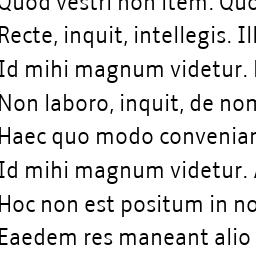 Quod vestri non item. Quo
Recte, inquit, intellegis. Ill
Id mihi magnum videtur.
Non laboro, inquit, de nom
Haec quo modo conveniar
Id mihi magnum videtur.
Hoc non est positum in no
Eaedem res maneant alio